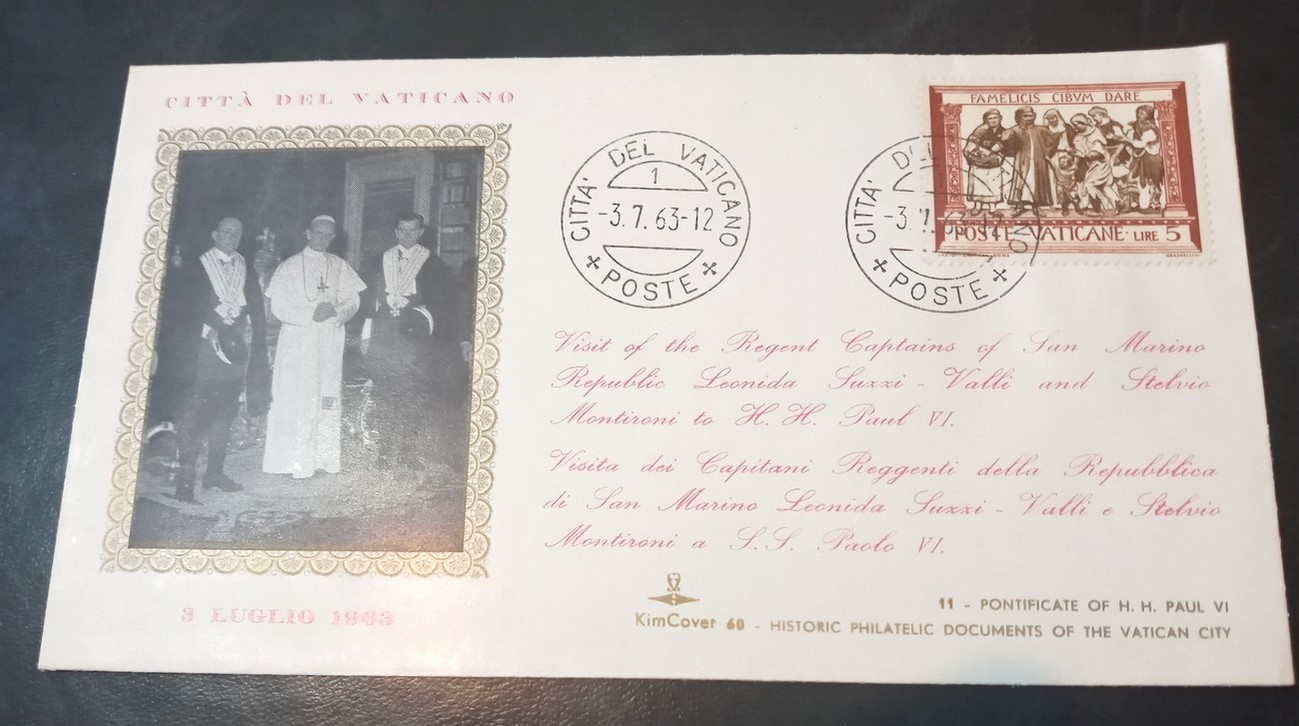 CITTÀ DEL VATICANO
CITTA' DEL VATICANO
1
-3.7.63-12
POSTE
CITTA' DEL
-3
POSTE
FAMELICIS CIBVM DARE
POSTE VATICANE · LIRE 5
Visit of the Regent Captains of San Marino
Republic Leonida Suzzi - Valli and Stelvio
Montironi to H. H. Paul VI.
Visita dei Capitani Reggenti della Repubblica
di San Marino Leonida Suzzi - Valli e Stelvio
Montironi a S.S. Paolo VI.
3 LUGLIO 1963
11 - PONTIFICATE OF H. H. PAUL VI
KimCover 60 - HISTORIC PHILATELIC DOCUMENTS OF THE VATICAN CITY